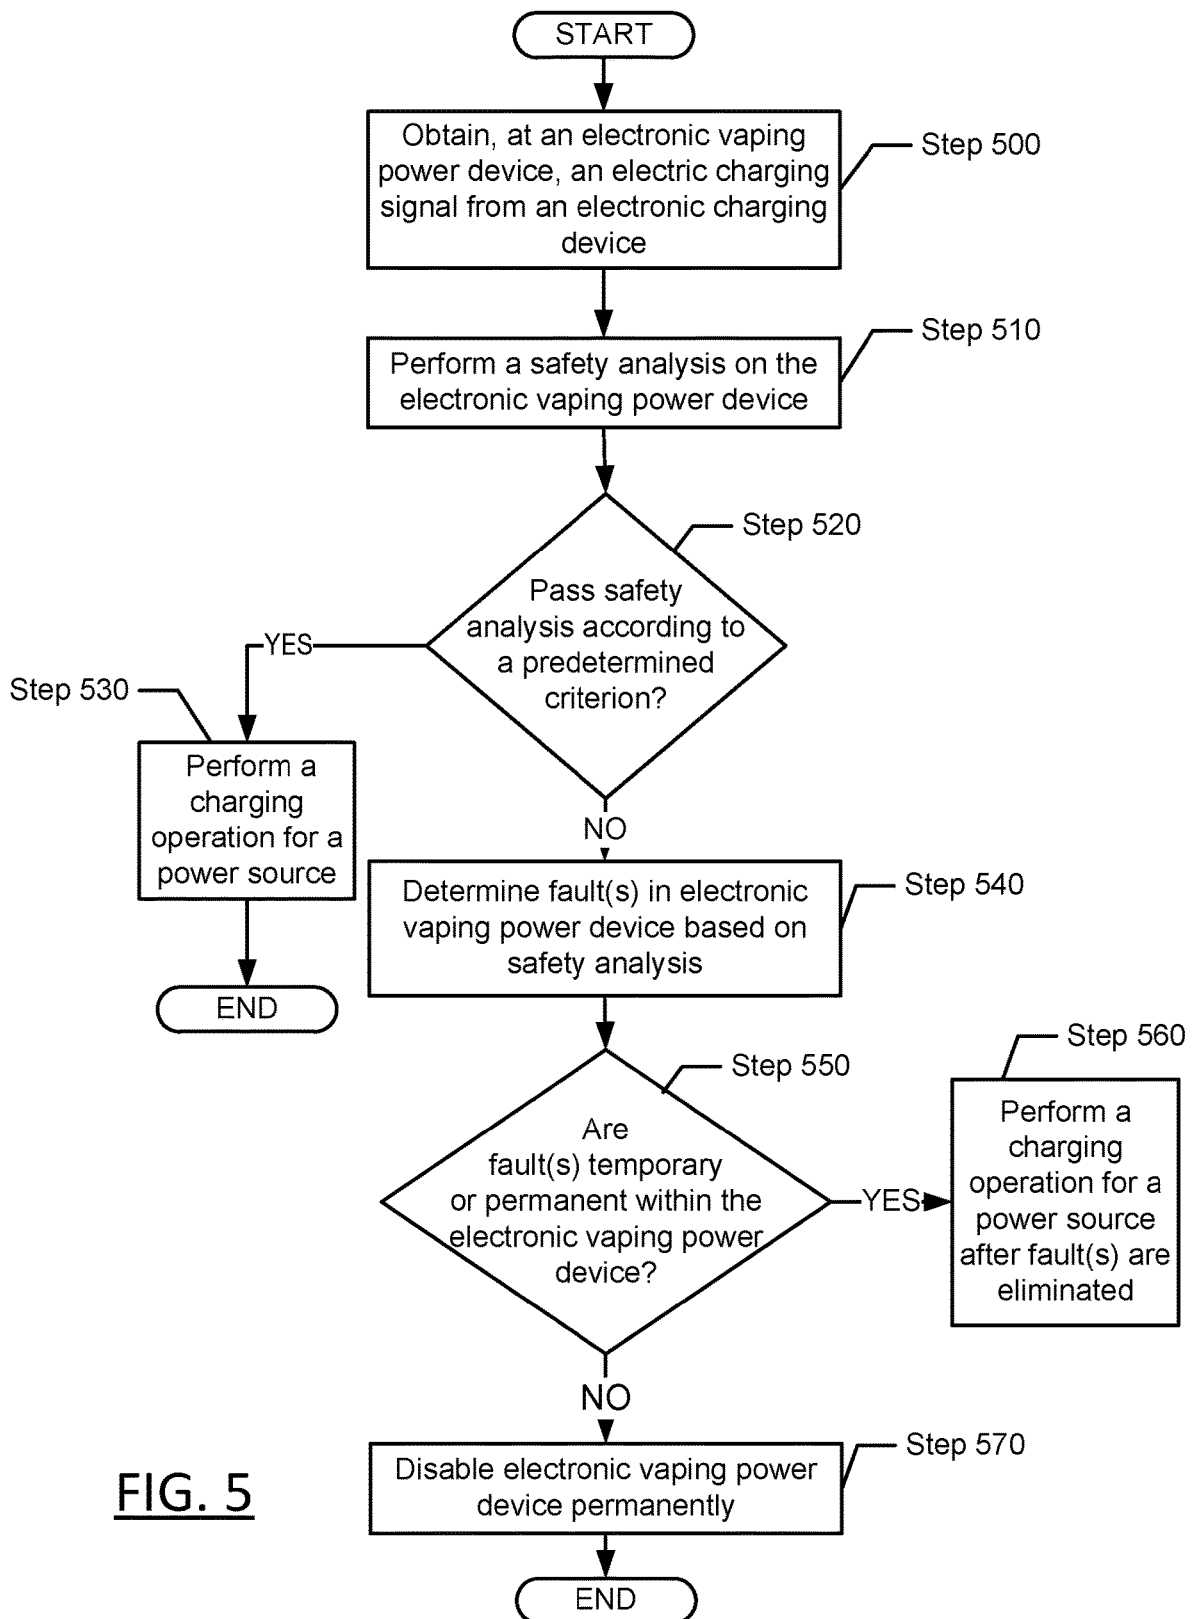 START
Obtain, at an electronic vaping
power device, an electric charging
signal from an electronic charging
device
Step 500
Perform a safety analysis on the
electronic vaping power device
Step 510
Step 520
Pass safety
analysis according to
a predetermined
criterion?
YES
Step 530
Perform a
charging
operation for a
power source
END
NO
Determine fault(s) in electronic
vaping power device based on
safety analysis
Step 540
Step 550
Are
fault(s) temporary
or permanent within the
electronic vaping power
device?
YES
Step 560
Perform a
charging
operation for a
power source
after fault(s) are
eliminated
NO
Disable electronic vaping power
device permanently
Step 570
END
FIG. 5